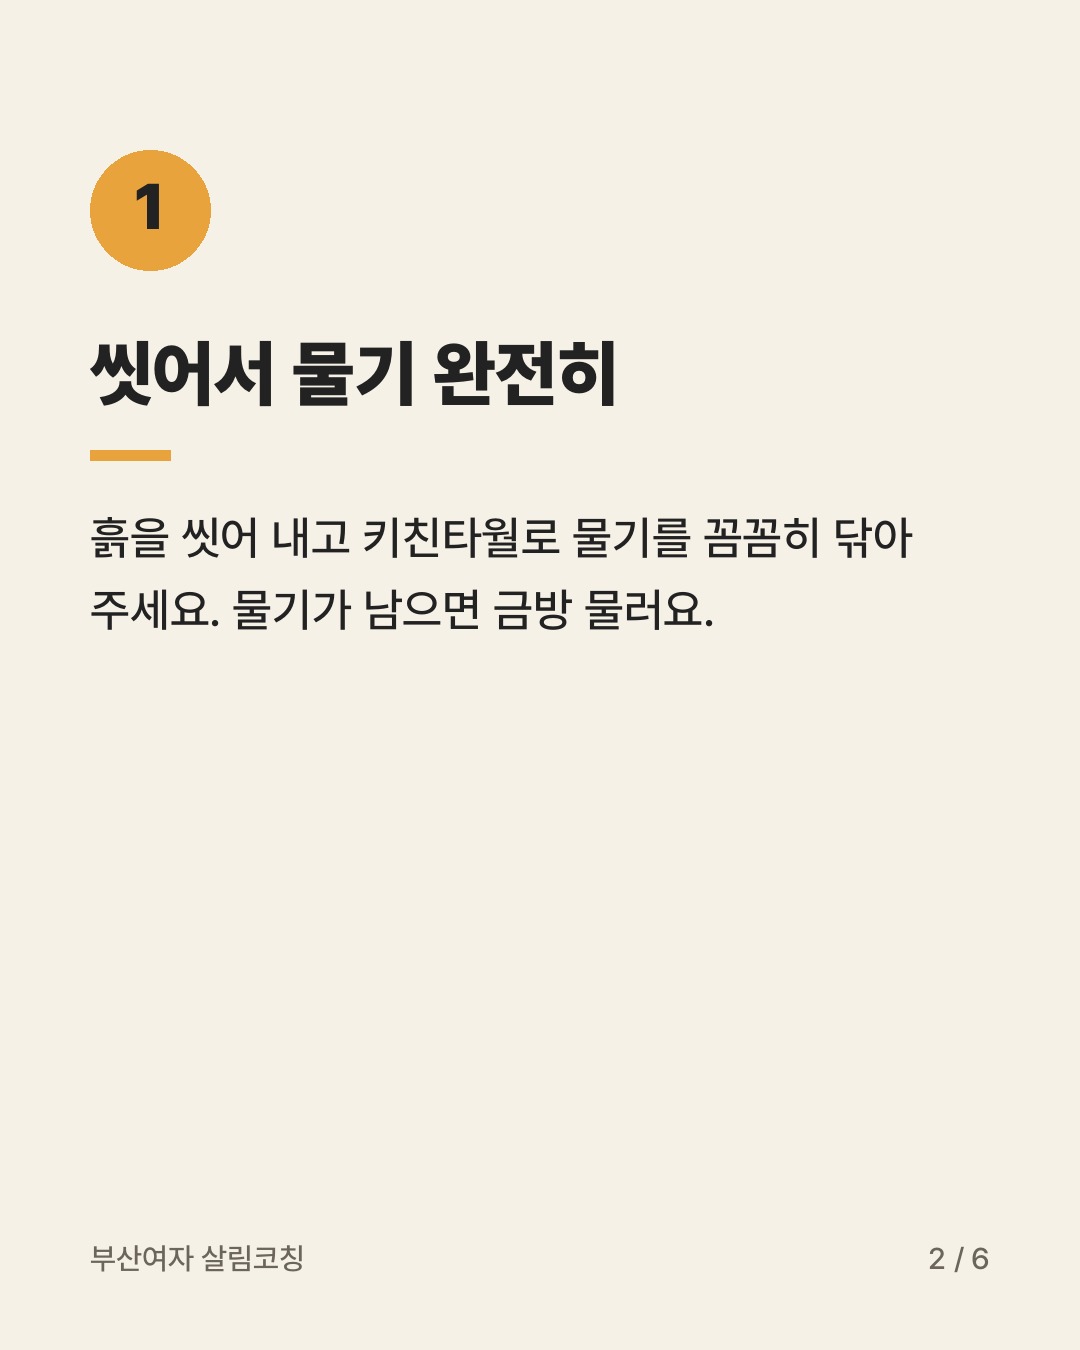 1
씻어서 물기 완전히
흙을 씻어 내고 키친타월로 물기를 꼼꼼히 닦아
주세요. 물기가 남으면 금방 물러요.
부산여자 살림코칭
2 / 6